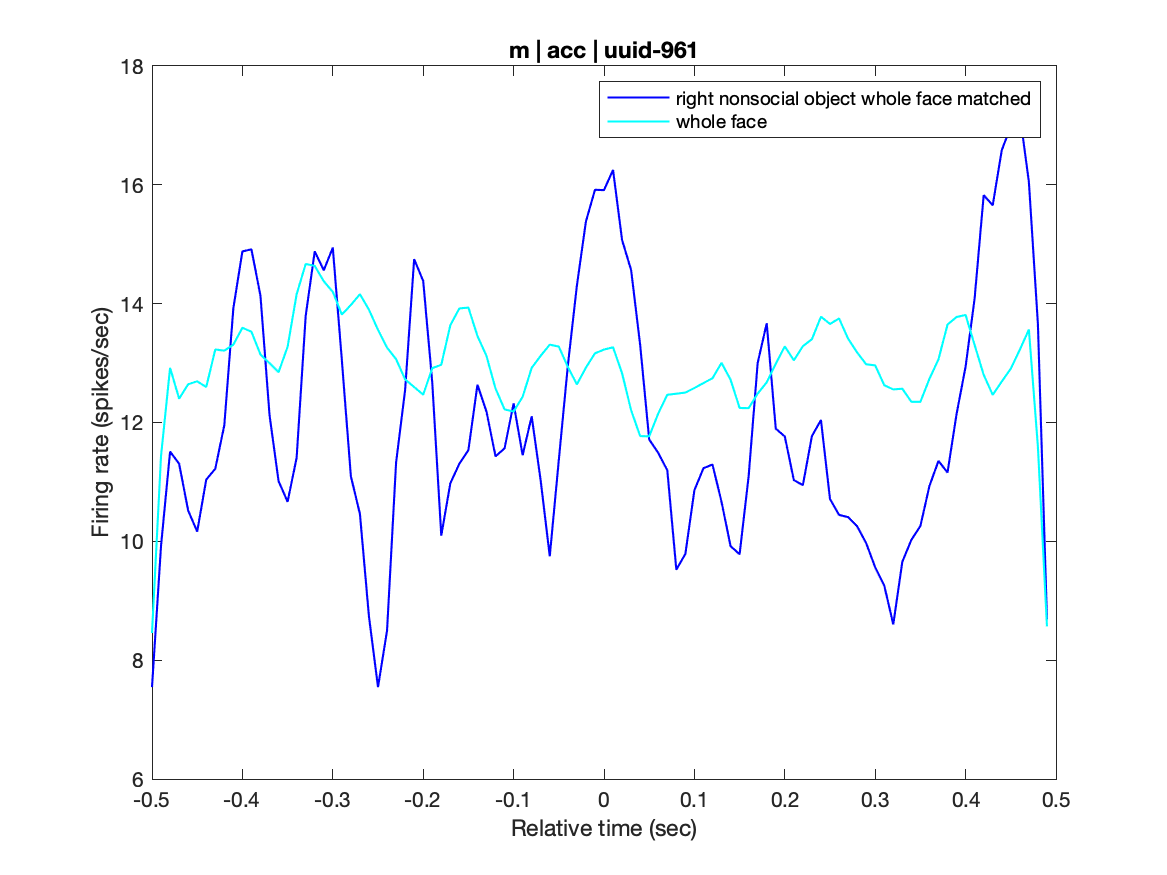 m | acc | uuid-961
right nonsocial object whole face matched
whole face
18
16
14
12
10
8
6
Firing rate (spikes/sec)
-0.5 -0.4 -0.3 -0.2 -0.1 0 0.1 0.2 0.3 0.4 0.5
Relative time (sec)